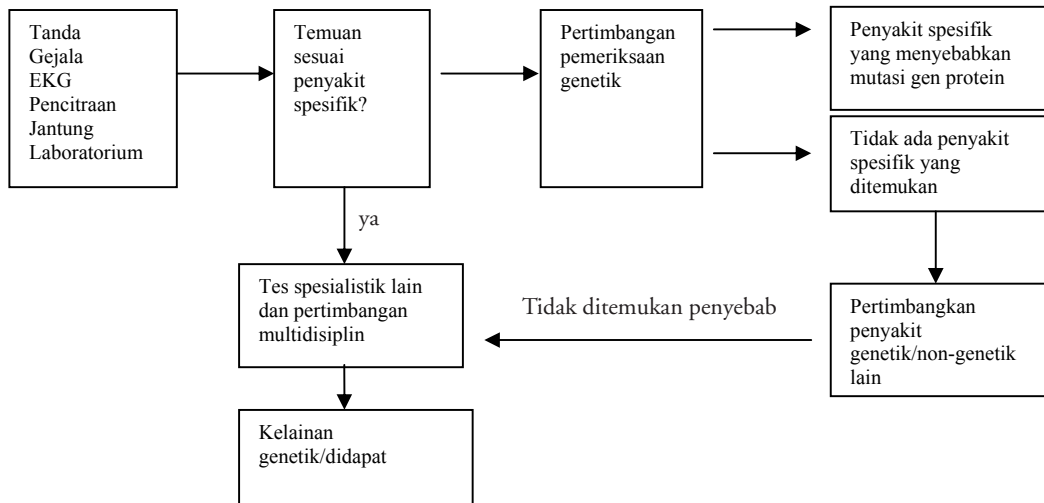 Tanda
Gejala
EKG
Pencitraan
Jantung
Laboratorium
Temuan
sesuai
penyakit
spesifik?
Pertimbangan
pemeriksaan
genetik
Penyakit spesifik
yang menyebabkan
mutasi gen protein
Tidak ada penyakit
spesifik yang
ditemukan
ya
Tes spesialistik lain
dan pertimbangan
multidisiplin
Tidak ditemukan penyebab
Pertimbangkan
penyakit
genetik/non-genetik
lain
Kelainan
genetik/didapat